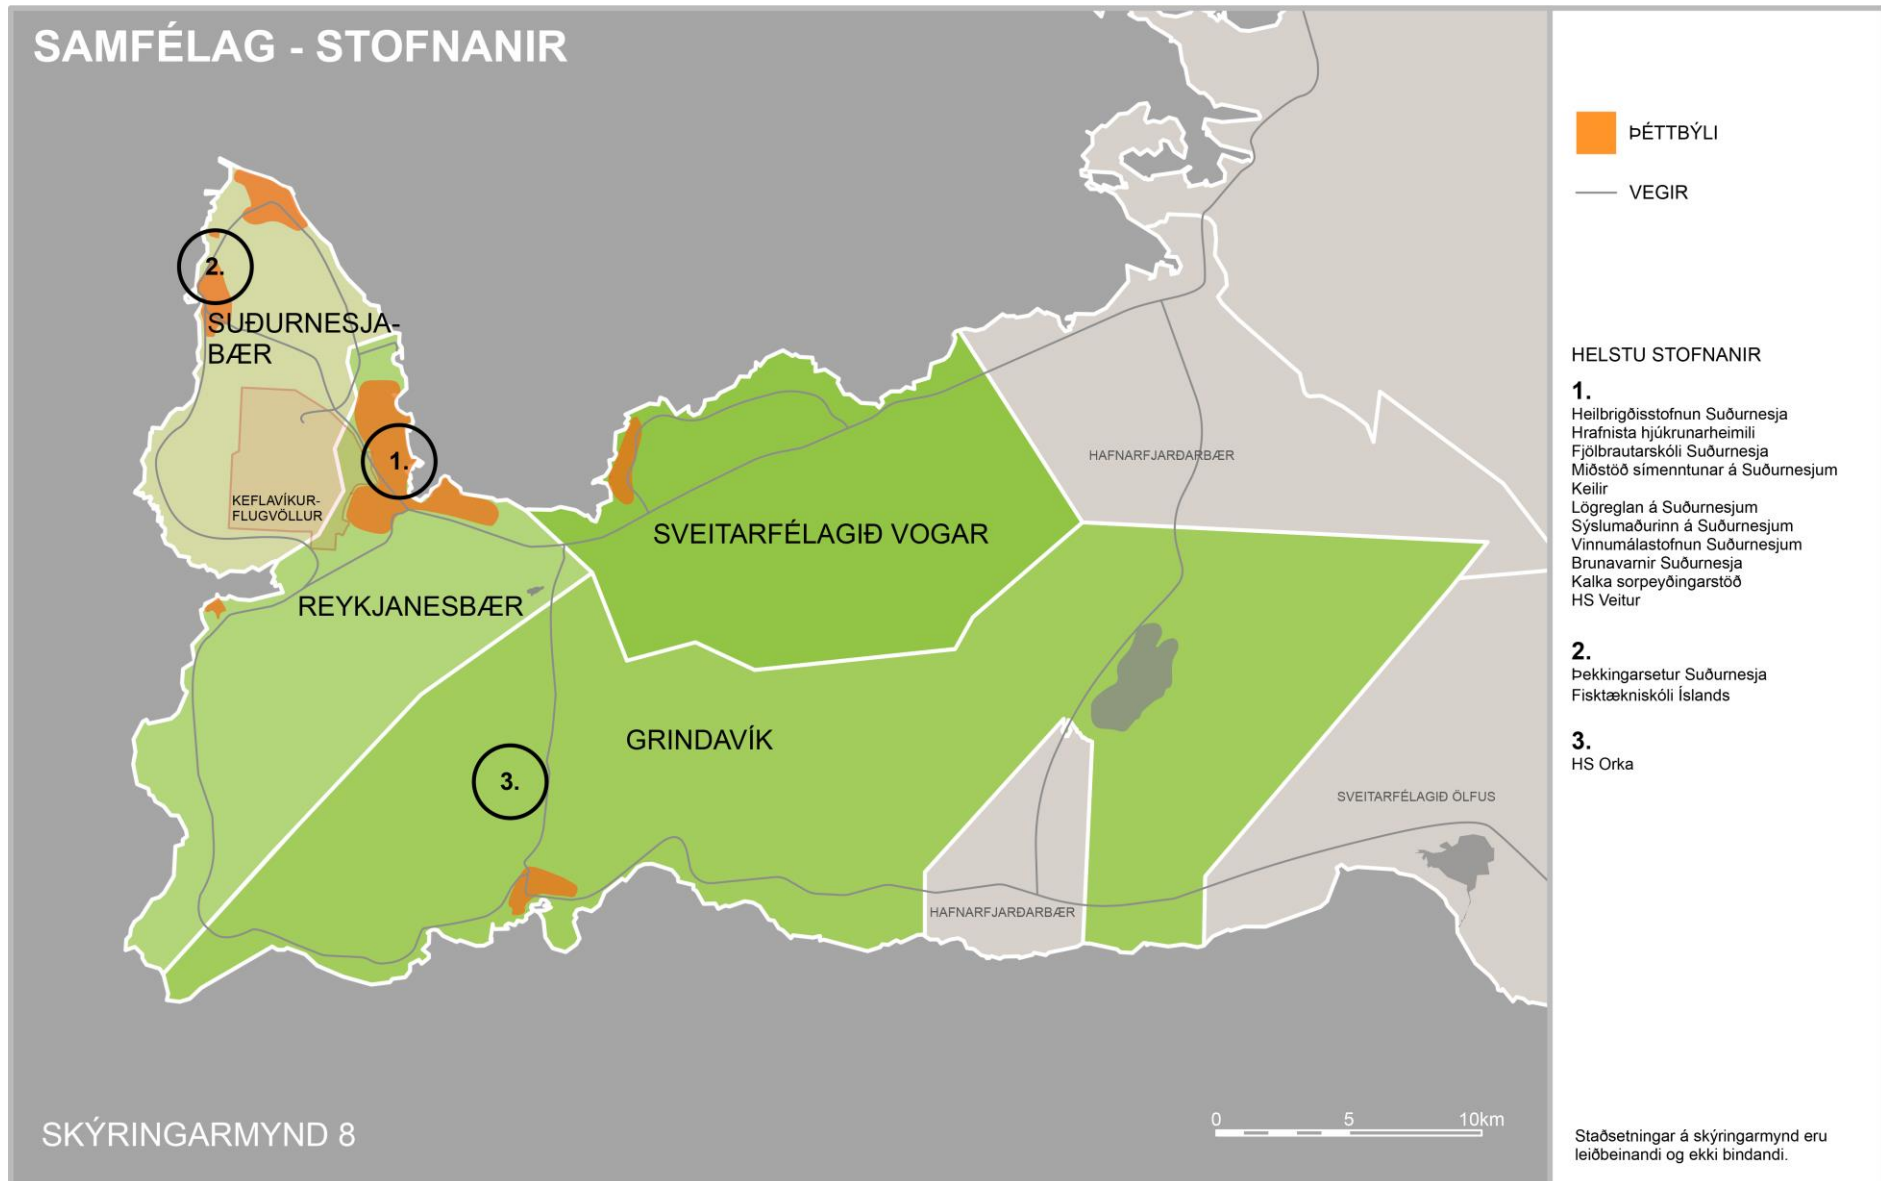 SAMFÉLAG - STOFNANIR
2.
SUÐURNESJA-
BÆR
1.
KEFLAVÍKUR-
FLUGVÖLLUR
HAFNARFJARÐARBÆR
SVEITARFÉLAGIÐ VOGAR
REYKJANESBÆR
GRINDAVÍK
3.
SVEITARFÉLAGIÐ ÖLFUS
HAFNARFJARÐARBÆR
SKÝRINGARMYND 8
0 5 10km
ÞÉTTBÝLI
VEGIR
HELSTU STOFNANIR
1.
Heilbrigðisstofnun Suðurnesja
Hrafnista hjúkrunarheimili
Fjölbrautarskóli Suðurnesja
Miðstöð símenntunar á Suðurnesjum
Keilir
Lögreglan á Suðurnesjum
Sýslumaðurinn á Suðurnesjum
Vinnumálastofnun Suðurnesjum
Brunavarnir Suðurnesja
Kalka sorpeyðingarstöð
HS Veitur
2.
Þekkingarsetur Suðurnesja
Fisktækniskóli Íslands
3.
HS Orka
Staðsetningar á skýringarmynd eru
leiðbeinandi og ekki bindandi.